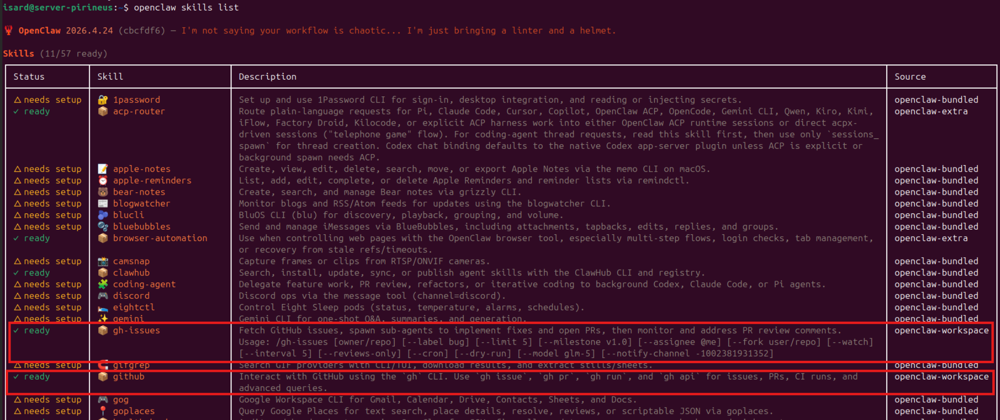 isard@server-pirineus:~$ openclaw skills list
OpenClaw 2026.4.24 (cbcfdf6) — I'm not saying your workflow is chaotic... I'm just bringing a linter and a helmet.
Skills (11/57 ready)
Status Skill Description Source
△ needs setup 1password Set up and use 1Password CLI for sign-in, desktop integration, and reading or injecting secrets. openclaw-bundled
✓ ready acp-router Route plain-language requests for Pi, Claude Code, Cursor, Copilot, OpenClaw ACP, OpenCode, Gemini CLI, Qwen, Kiro, Kimi, openclaw-extra
iFlow, Factory Droid, Kilocode, or explicit ACP harness work into either OpenClaw ACP runtime sessions or direct acpx-
driven sessions ("telephone game" flow). For coding-agent thread requests, read this skill first, then use only `sessions_
spawn` for thread creation. Codex chat binding defaults to the native Codex app-server plugin unless ACP is explicit or
background spawn needs ACP.
△ needs setup apple-notes Create, view, edit, delete, search, move, or export Apple Notes via the memo CLI on macOS. openclaw-bundled
△ needs setup apple-reminders List, add, edit, complete, or delete Apple Reminders and reminder lists via remindctl. openclaw-bundled
△ needs setup bear-notes Create, search, and manage Bear notes via grizzly CLI. openclaw-bundled
△ needs setup blogwatcher Monitor blogs and RSS/Atom feeds for updates using the blogwatcher CLI. openclaw-bundled
△ needs setup blucli BluOS CLI (blu) for discovery, playback, grouping, and volume. openclaw-bundled
△ needs setup bluebubbles Send and manage iMessages via BlueBubbles, including attachments, tapbacks, edits, replies, and groups. openclaw-bundled
✓ ready browser-automation Use when controlling web pages with the OpenClaw browser tool, especially multi-step flows, login checks, tab management, openclaw-extra
or recovery from stale refs/timeouts.
△ needs setup camsnap Capture frames or clips from RTSP/ONVIF cameras. openclaw-bundled
✓ ready clawhub Search, install, update, sync, or publish agent skills with the ClawHub CLI and registry. openclaw-bundled
△ needs setup coding-agent Delegate feature work, PR review, refactors, or iterative coding to background Codex, Claude Code, or Pi agents. openclaw-bundled
△ needs setup discord Discord ops via the message tool (channel=discord). openclaw-bundled
△ needs setup eightctl Control Eight Sleep pods (status, temperature, alarms, schedules). openclaw-bundled
△ needs setup gemini Gemini CLI for one-shot Q&A, summaries, and generation. openclaw-bundled
✓ ready gh-issues Fetch GitHub issues, spawn sub-agents to implement fixes and open PRs, then monitor and address PR review comments. openclaw-workspace
Usage: /gh-issues [owner/repo] [--label bug] [--limit 5] [--milestone v1.0] [--assignee @me] [--fork user/repo] [--watch]
[--interval 5] [--reviews-only] [--cron] [--dry-run] [--model glm-5] [--notify-channel -1002381931352]
△ needs setup gifgrep Search GIF providers with CLI/TUI, download results, and extract stills/sheets. openclaw-bundled
✓ ready github Interact with GitHub using the `gh` CLI. Use `gh issue`, `gh pr`, `gh run`, and `gh api` for issues, PRs, CI runs, and openclaw-workspace
advanced queries.
△ needs setup gog Google Workspace CLI for Gmail, Calendar, Drive, Contacts, Sheets, and Docs. openclaw-bundled
△ needs setup goplaces Query Google Places for text search, place details, resolve, reviews, or scriptable JSON via goplaces. openclaw-bundled